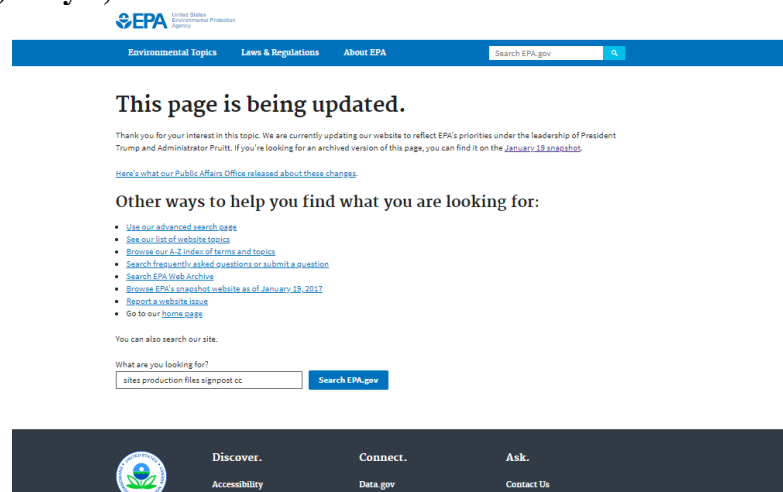 EPA United States
Environmental Protection
Agency
Environmental Topics Laws & Regulations About EPA Search EPA.gov
This page is being updated.
Thank you for your interest in this topic. We are currently updating our website to reflect EPA's priorities under the leadership of President
Trump and Administrator Pruitt. If you're looking for an archived version of this page, you can find it on the January 19 snapshot.
Here's what our Public Affairs Office released about these changes.
Other ways to help you find what you are looking for:
Use our advanced search page
See our list of website topics
Browse our A-Z index of terms and topics
Search frequently asked questions or submit a question
Search EPA Web Archive
Browse EPA's snapshot website as of January 19, 2017
Report a website issue
Go to our home page
You can also search our site.
What are you looking for?
sites production files signpost cc Search EPA.gov
Discover. Connect. Ask.
Accessibility Data.gov Contact Us